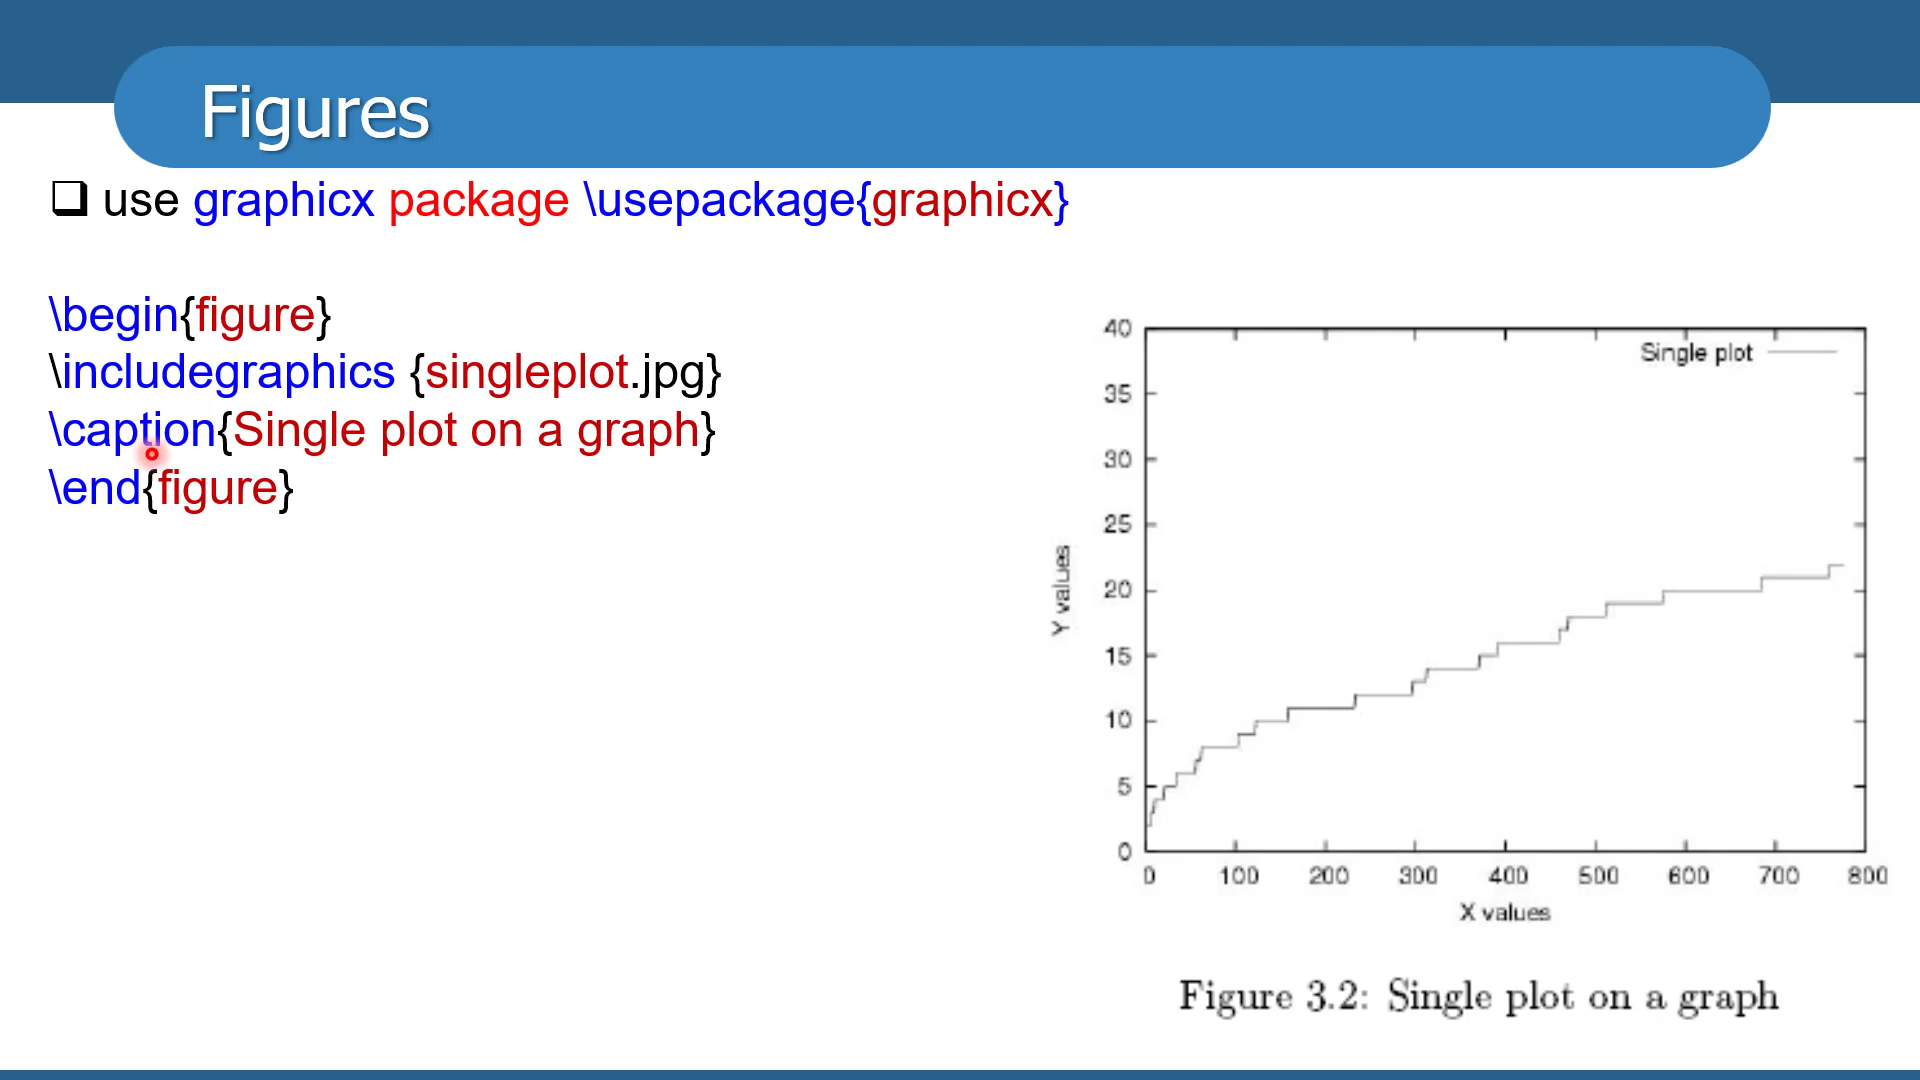 Figures
❑ use graphicx package \usepackage{graphicx}
\begin{figure}
\includegraphics {singleplot.jpg}
\caption{Single plot on a graph}
\end{figure}
Single plot
40
35
30
25
20
15
10
5
0
Y values
0 100 200 300 400 500 600 700 800
X values
Figure 3.2: Single plot on a graph